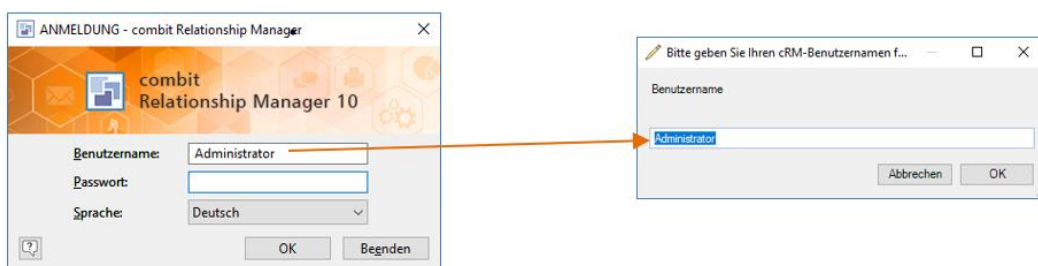 ANMELDUNG - combit Relationship Manager
combit
Relationship Manager 10
Benutzername: Administrator
Passwort:
Sprache: Deutsch
OK Beenden
Bitte geben Sie Ihren cRM-Benutzernamen f...
Benutzername
Administrator
Abbrechen OK